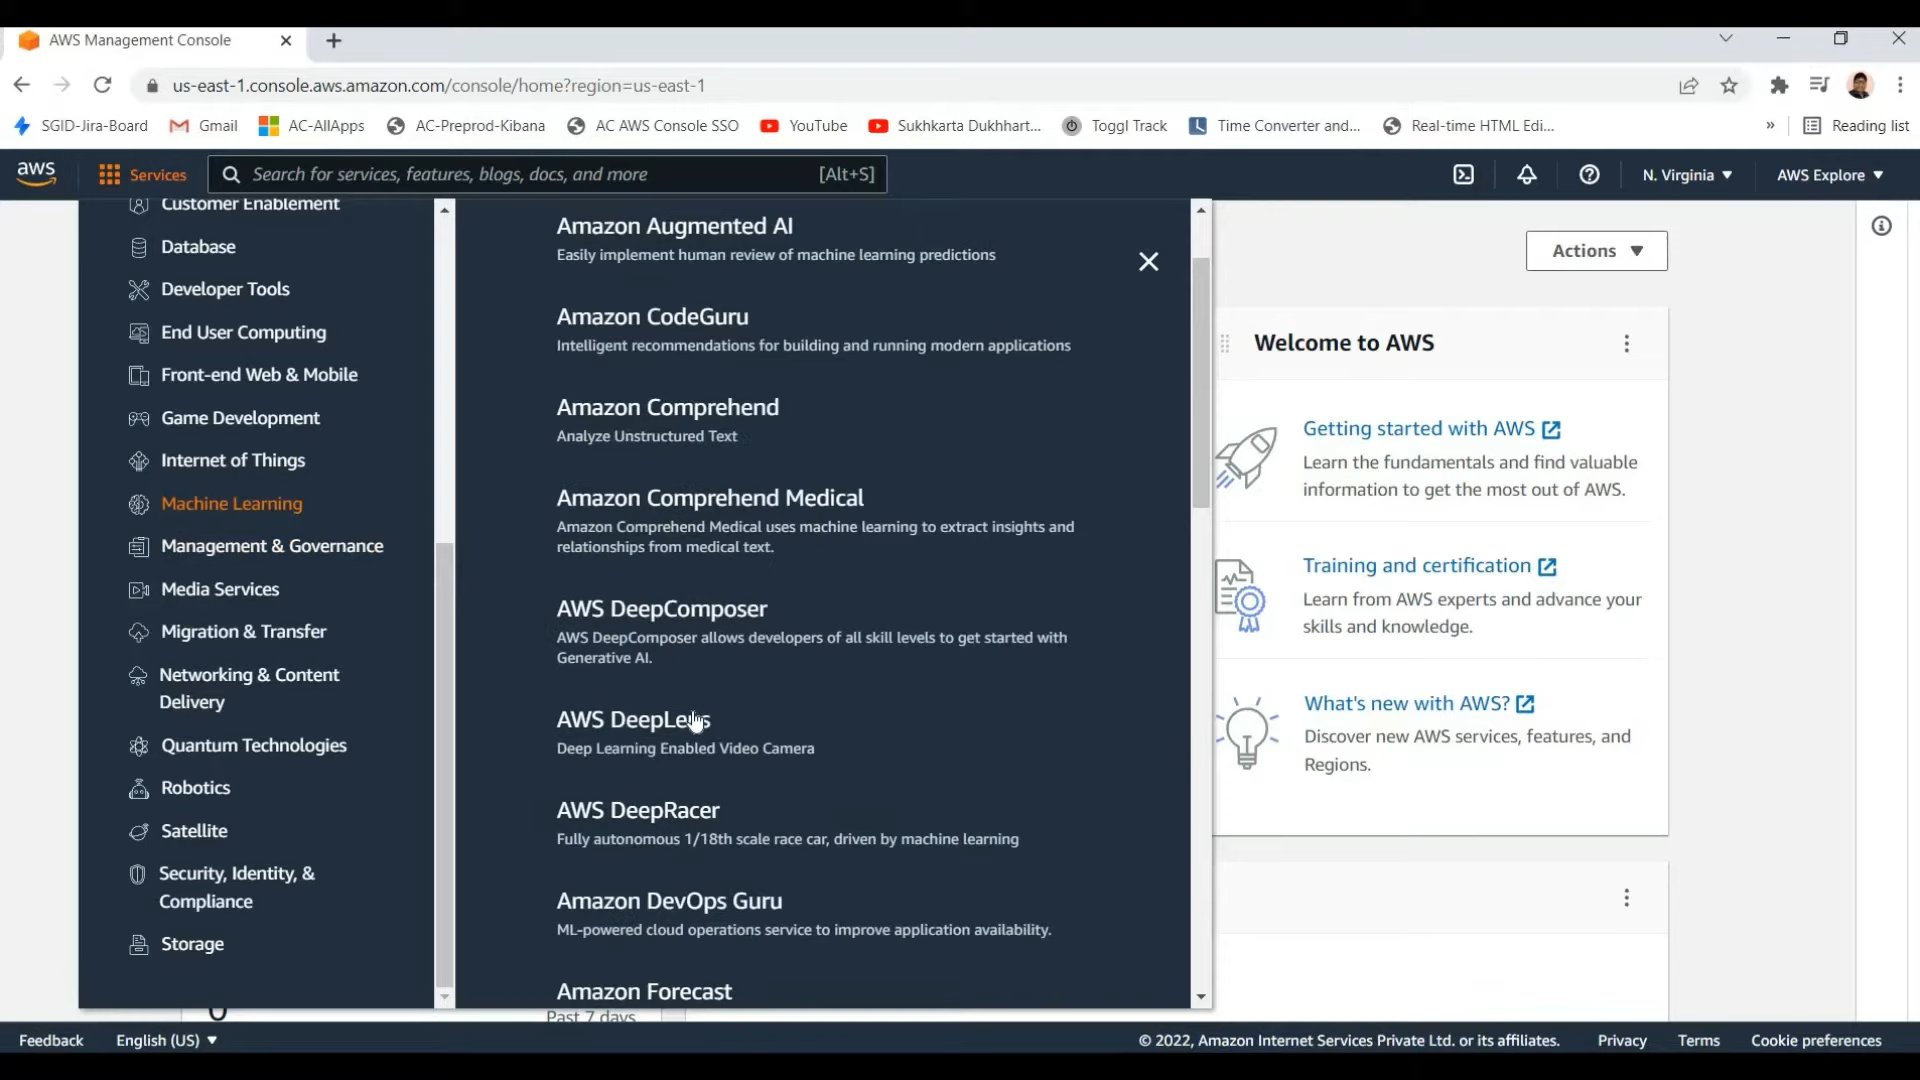 AWS Management Console
us-east-1.console.aws.amazon.com/console/home?region=us-east-1
SGID-Jira-Board
Gmail
AC-AllApps
AC-Preprod-Kibana
AC AWS Console SSO
YouTube
Sukhkarta Dukhhart...
Toggl Track
Time Converter and...
Real-time HTML Edi...
»
Reading list
aws
Services
Search for services, features, blogs, docs, and more
[Alt+S]
N. Virginia
AWS Explore
Customer Enablement
Database
Developer Tools
End User Computing
Front-end Web & Mobile
Game Development
Internet of Things
Machine Learning
Management & Governance
Media Services
Migration & Transfer
Networking & Content
Delivery
Quantum Technologies
Robotics
Satellite
Security, Identity, &
Compliance
Storage
Amazon Augmented AI
Easily implement human review of machine learning predictions
Amazon CodeGuru
Intelligent recommendations for building and running modern applications
Amazon Comprehend
Analyze Unstructured Text
Amazon Comprehend Medical
Amazon Comprehend Medical uses machine learning to extract insights and
relationships from medical text.
AWS DeepComposer
AWS DeepComposer allows developers of all skill levels to get started with
Generative AI.
AWS DeepLens
Deep Learning Enabled Video Camera
AWS DeepRacer
Fully autonomous 1/18th scale race car, driven by machine learning
Amazon DevOps Guru
ML-powered cloud operations service to improve application availability.
Amazon Forecast
Past 7 days
Actions
Welcome to AWS
Getting started with AWS
Learn the fundamentals and find valuable
information to get the most out of AWS.
Training and certification
Learn from AWS experts and advance your
skills and knowledge.
What's new with AWS?
Discover new AWS services, features, and
Regions.
Feedback
English (US)
© 2022, Amazon Internet Services Private Ltd. or its affiliates.
Privacy
Terms
Cookie preferences